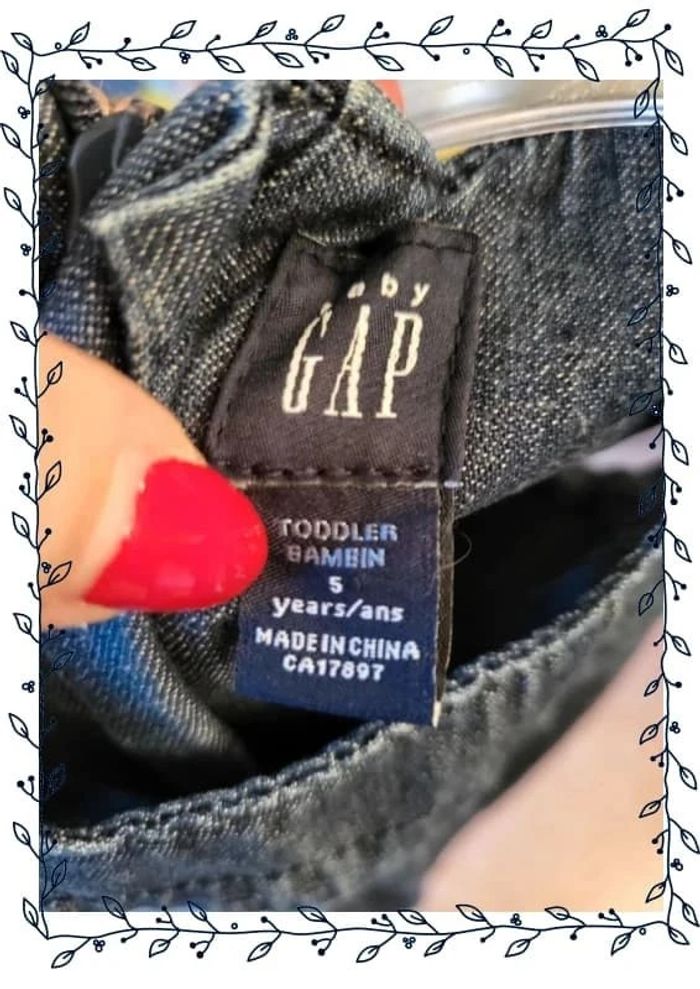 baby
GAP
TODDLER
BAMBIN
5
years/ans
MADE IN CHINA
CA17897